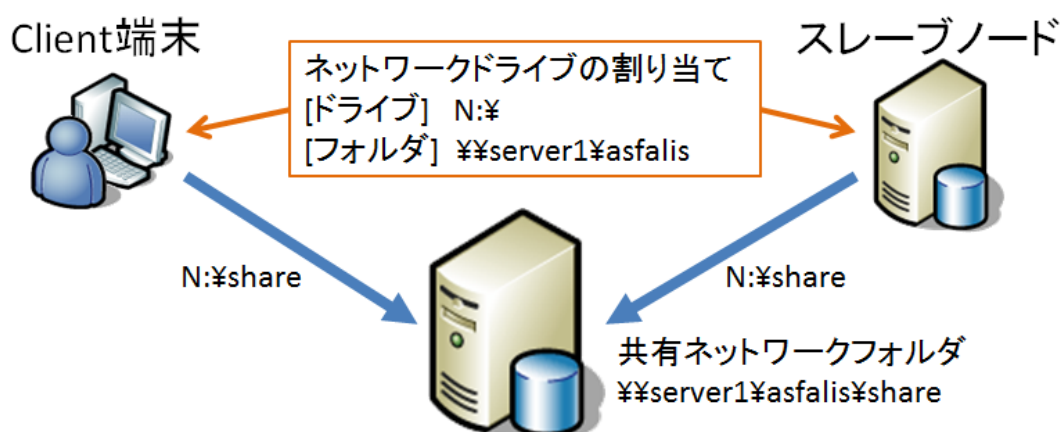 Client端末
スレーブノード
ネットワークドライブの割り当て
[ドライブ] N:¥
[フォルダ] ¥¥server1¥asfalis
N:¥share
N:¥share
共有ネットワークフォルダ
¥¥server1¥asfalis¥share